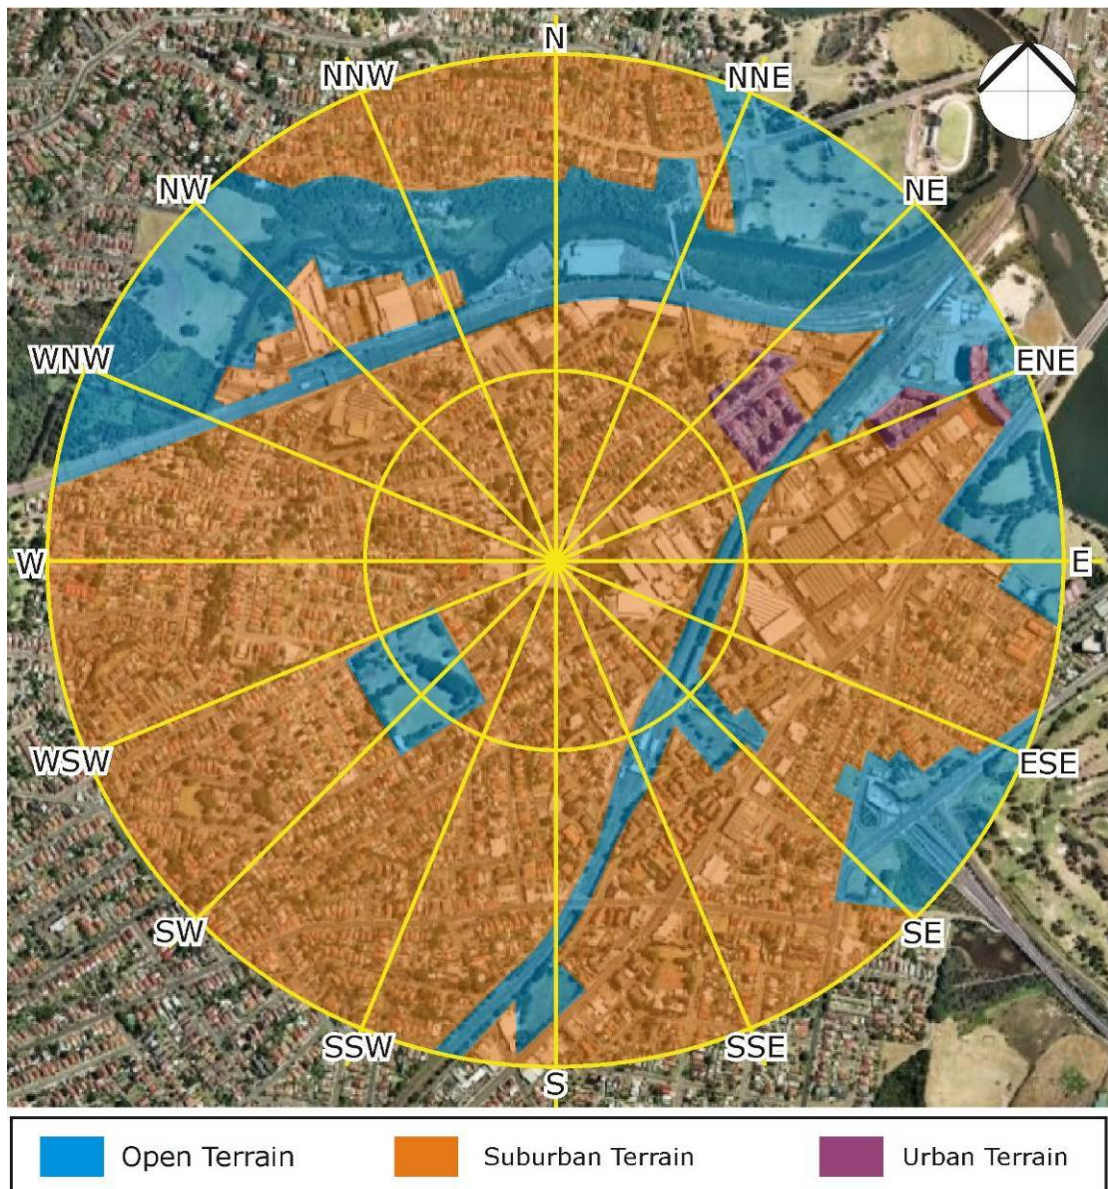 N
NNW
NNE
NW
NE
WNW
ENE
W
E
WSW
ESE
SW
SE
SSW
SSE
S
Open Terrain
Suburban Terrain
Urban Terrain